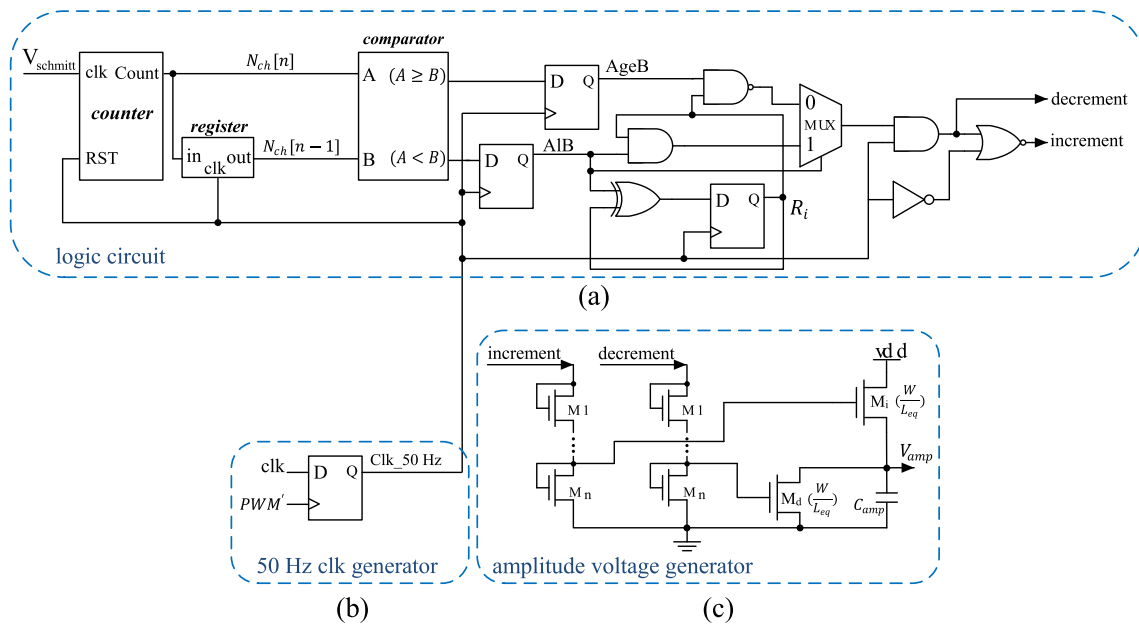 V_schmitt
clk Count
counter
RST
N_ch[n]
register
in out
clk
N_ch[n − 1]
comparator
A (A ≥ B)
B (A < B)
D Q
AgeB
D Q
AlB
D Q
R_i
0
MUX
1
decrement
increment
logic circuit
(a)
increment
decrement
M1
M1
Mn
Mn
vdd
M_i (W/L_eq)
V_amp
M_d (W/L_eq)
C_amp
amplitude voltage generator
(c)
clk
D Q
Clk_50 Hz
PWM′
50 Hz clk generator
(b)